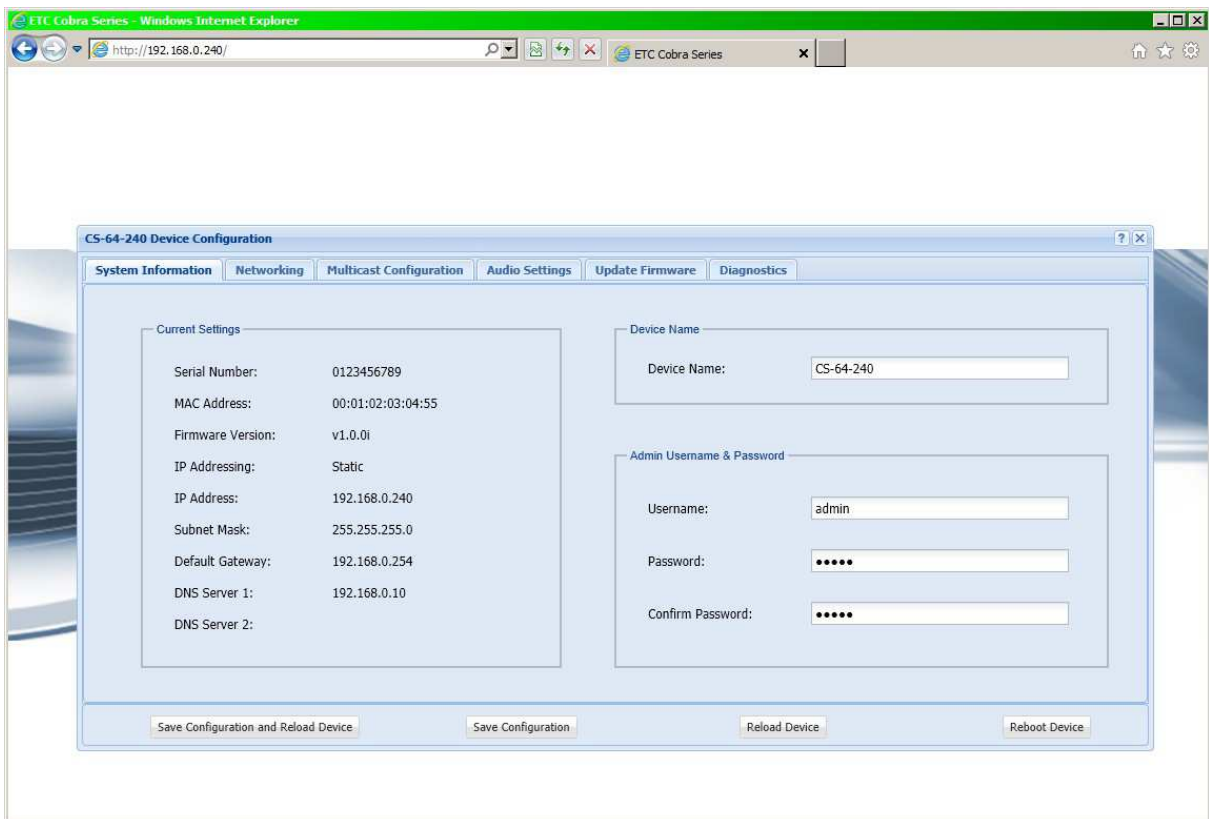 ETC Cobra Series - Windows Internet Explorer
http://192.168.0.240/
ETC Cobra Series
CS-64-240 Device Configuration
System Information Networking Multicast Configuration Audio Settings Update Firmware Diagnostics
Current Settings
Serial Number: 0123456789
MAC Address: 00:01:02:03:04:55
Firmware Version: v1.0.0i
IP Addressing: Static
IP Address: 192.168.0.240
Subnet Mask: 255.255.255.0
Default Gateway: 192.168.0.254
DNS Server 1: 192.168.0.10
DNS Server 2:
Device Name
Device Name: CS-64-240
Admin Username & Password
Username: admin
Password: •••••
Confirm Password: •••••
Save Configuration and Reload Device Save Configuration Reload Device Reboot Device